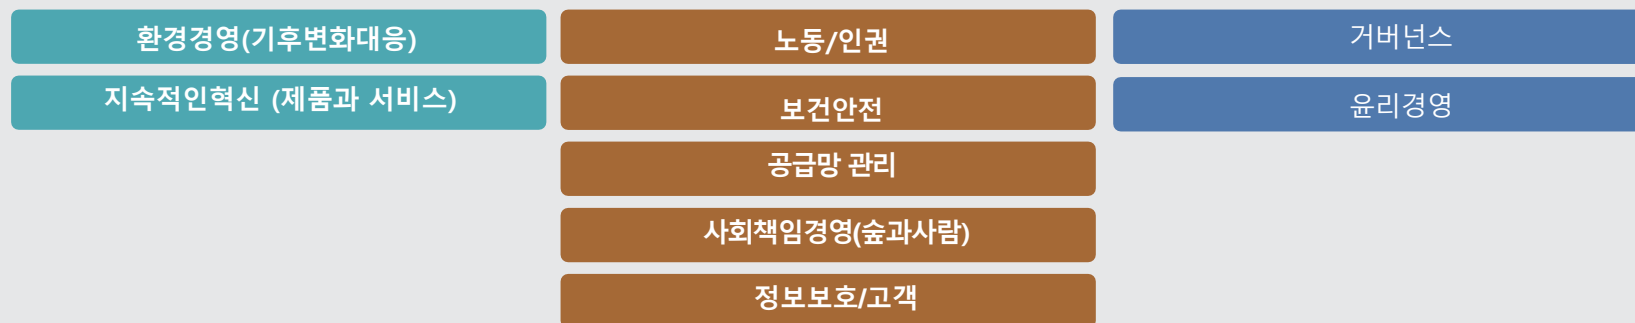 환경경영(기후변화대응)
지속적인혁신 (제품과 서비스)
노동/인권
보건안전
공급망 관리
사회책임경영(숲과사람)
정보보호/고객
거버넌스
윤리경영